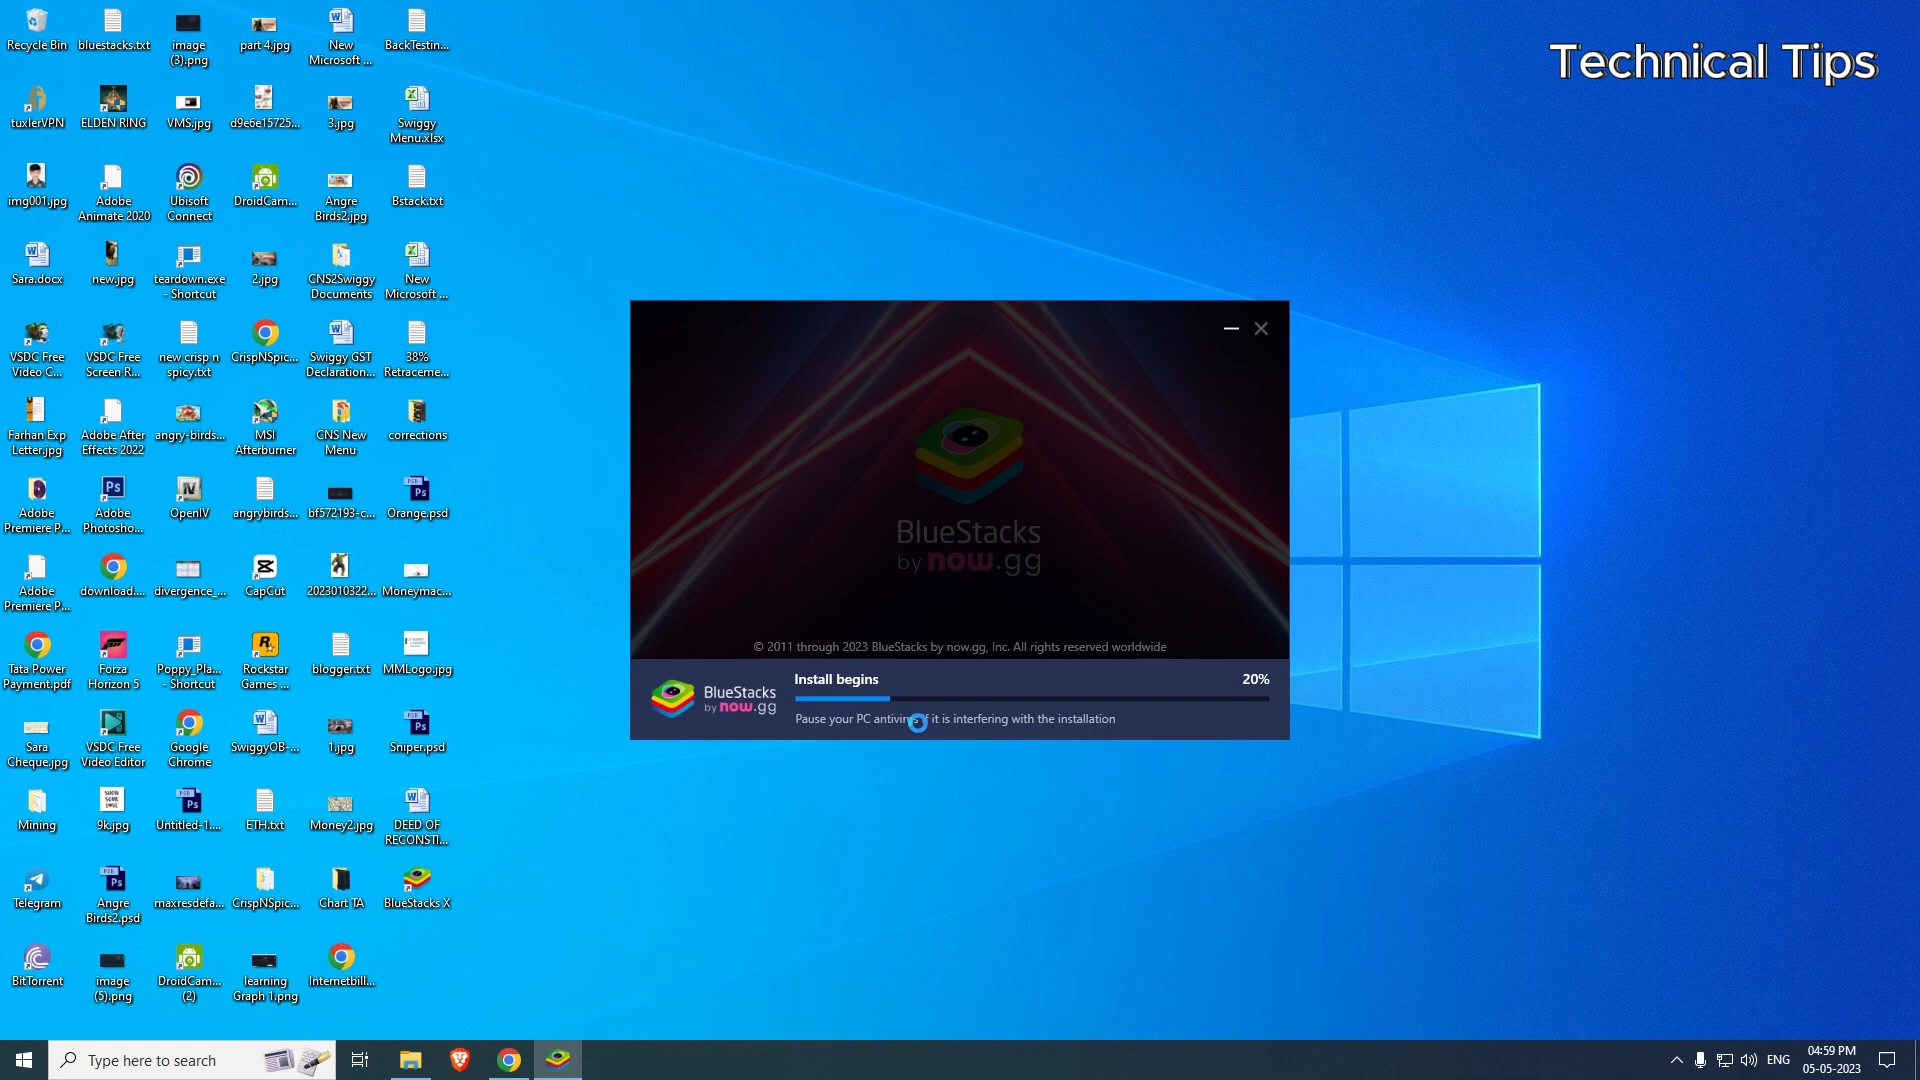 Technical Tips
Recycle Bin
bluestacks.txt
image
(3).png
part 4.jpg
New
Microsoft ...
BackTestin...
tuxlerVPN
ELDEN RING
VMS.jpg
d9e6e15725...
3.jpg
Swiggy
Menu.xlsx
img001.jpg
Adobe
Animate 2020
Ubisoft
Connect
DroidCam...
Angre
Birds2.jpg
Bstack.txt
Sara.docx
new.jpg
teardown.exe
- Shortcut
2.jpg
CNS2Swiggy
Documents
New
Microsoft ...
VSDC Free
Video C...
VSDC Free
Screen R...
new crisp n
spicy.txt
CrispNSpic...
Swiggy GST
Declaration...
38%
Retraceme...
Farhan Exp
Letter.jpg
Adobe After
Effects 2022
angry-birds...
MSI
Afterburner
CNS New
Menu
corrections
Adobe
Premiere P...
Adobe
Photosho...
OpenIV
angrybirds...
bf572193-c...
Orange.psd
Adobe
Premiere P...
download....
divergence_...
CapCut
2023010322...
Moneymac...
Tata Power
Payment.pdf
Forza
Horizon 5
Poppy_Pla...
- Shortcut
Rockstar
Games ...
blogger.txt
MMLogo.jpg
Sara
Cheque.jpg
VSDC Free
Video Editor
Google
Chrome
SwiggyOB-...
1.jpg
Sniper.psd
Mining
9k.jpg
Untitled-1....
ETH.txt
Money2.jpg
DEED OF
RECONSTI...
Telegram
Angre
Birds2.psd
maxresdefa...
CrispNSpic...
Chart TA
BlueStacks X
BitTorrent
image
(5).png
DroidCam...
(2)
learning
Graph 1.png
Internetbill...
BlueStacks
by now.gg
© 2011 through 2023 BlueStacks by now.gg, Inc. All rights reserved worldwide
BlueStacks
by now.gg
Install begins
20%
Pause your PC antivirus if it is interfering with the installation
Type here to search
ENG
04:59 PM
05-05-2023